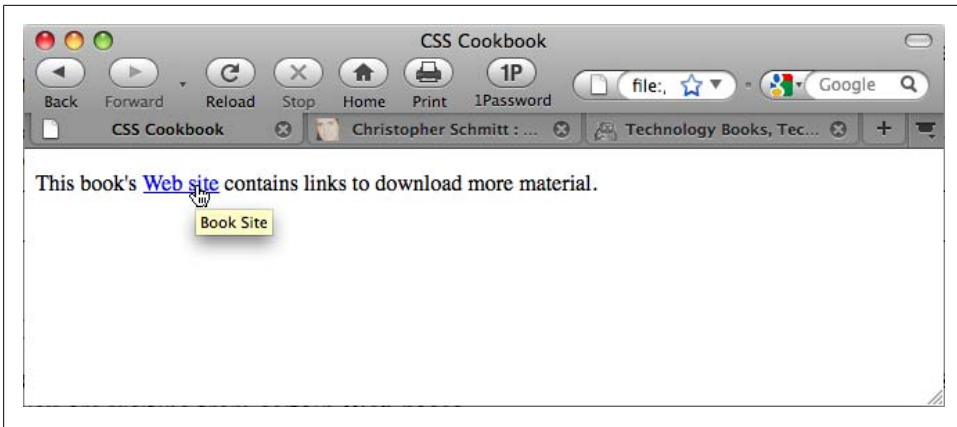 CSS Cookbook
1P
file:,
Google
Back Forward Reload Stop Home Print 1Password
CSS Cookbook
Christopher Schmitt : ...
Technology Books, Tec...
This book's Web site contains links to download more material.
Book Site